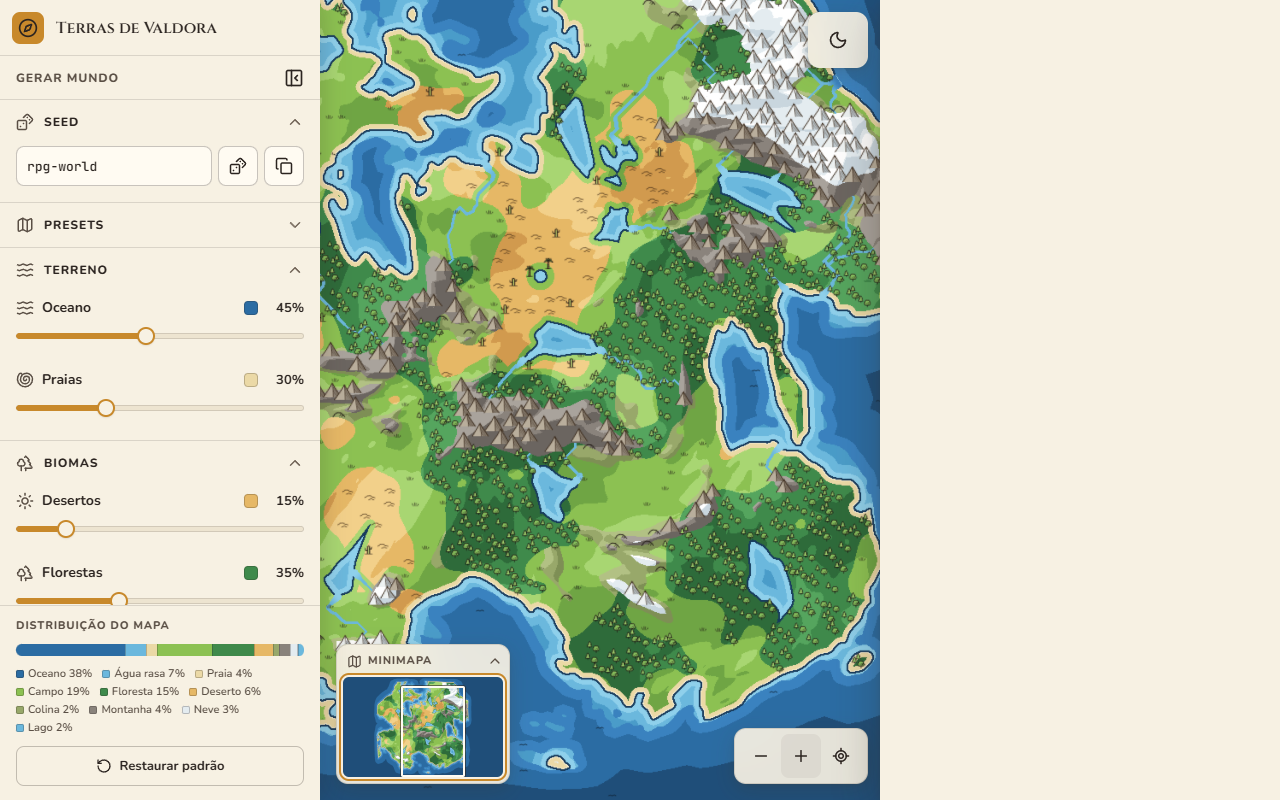 Terras de Valdora
GERAR MUNDO
SEED
rpg-world
PRESETS
TERRENO
Oceano 45%
Praias 30%
BIOMAS
Desertos 15%
Florestas 35%
DISTRIBUIÇÃO DO MAPA
Oceano 38% Água rasa 7% Praia 4%
Campo 19% Floresta 15% Deserto 6%
Colina 2% Montanha 4% Neve 3%
Lago 2%
Restaurar padrão
MINIMAPA